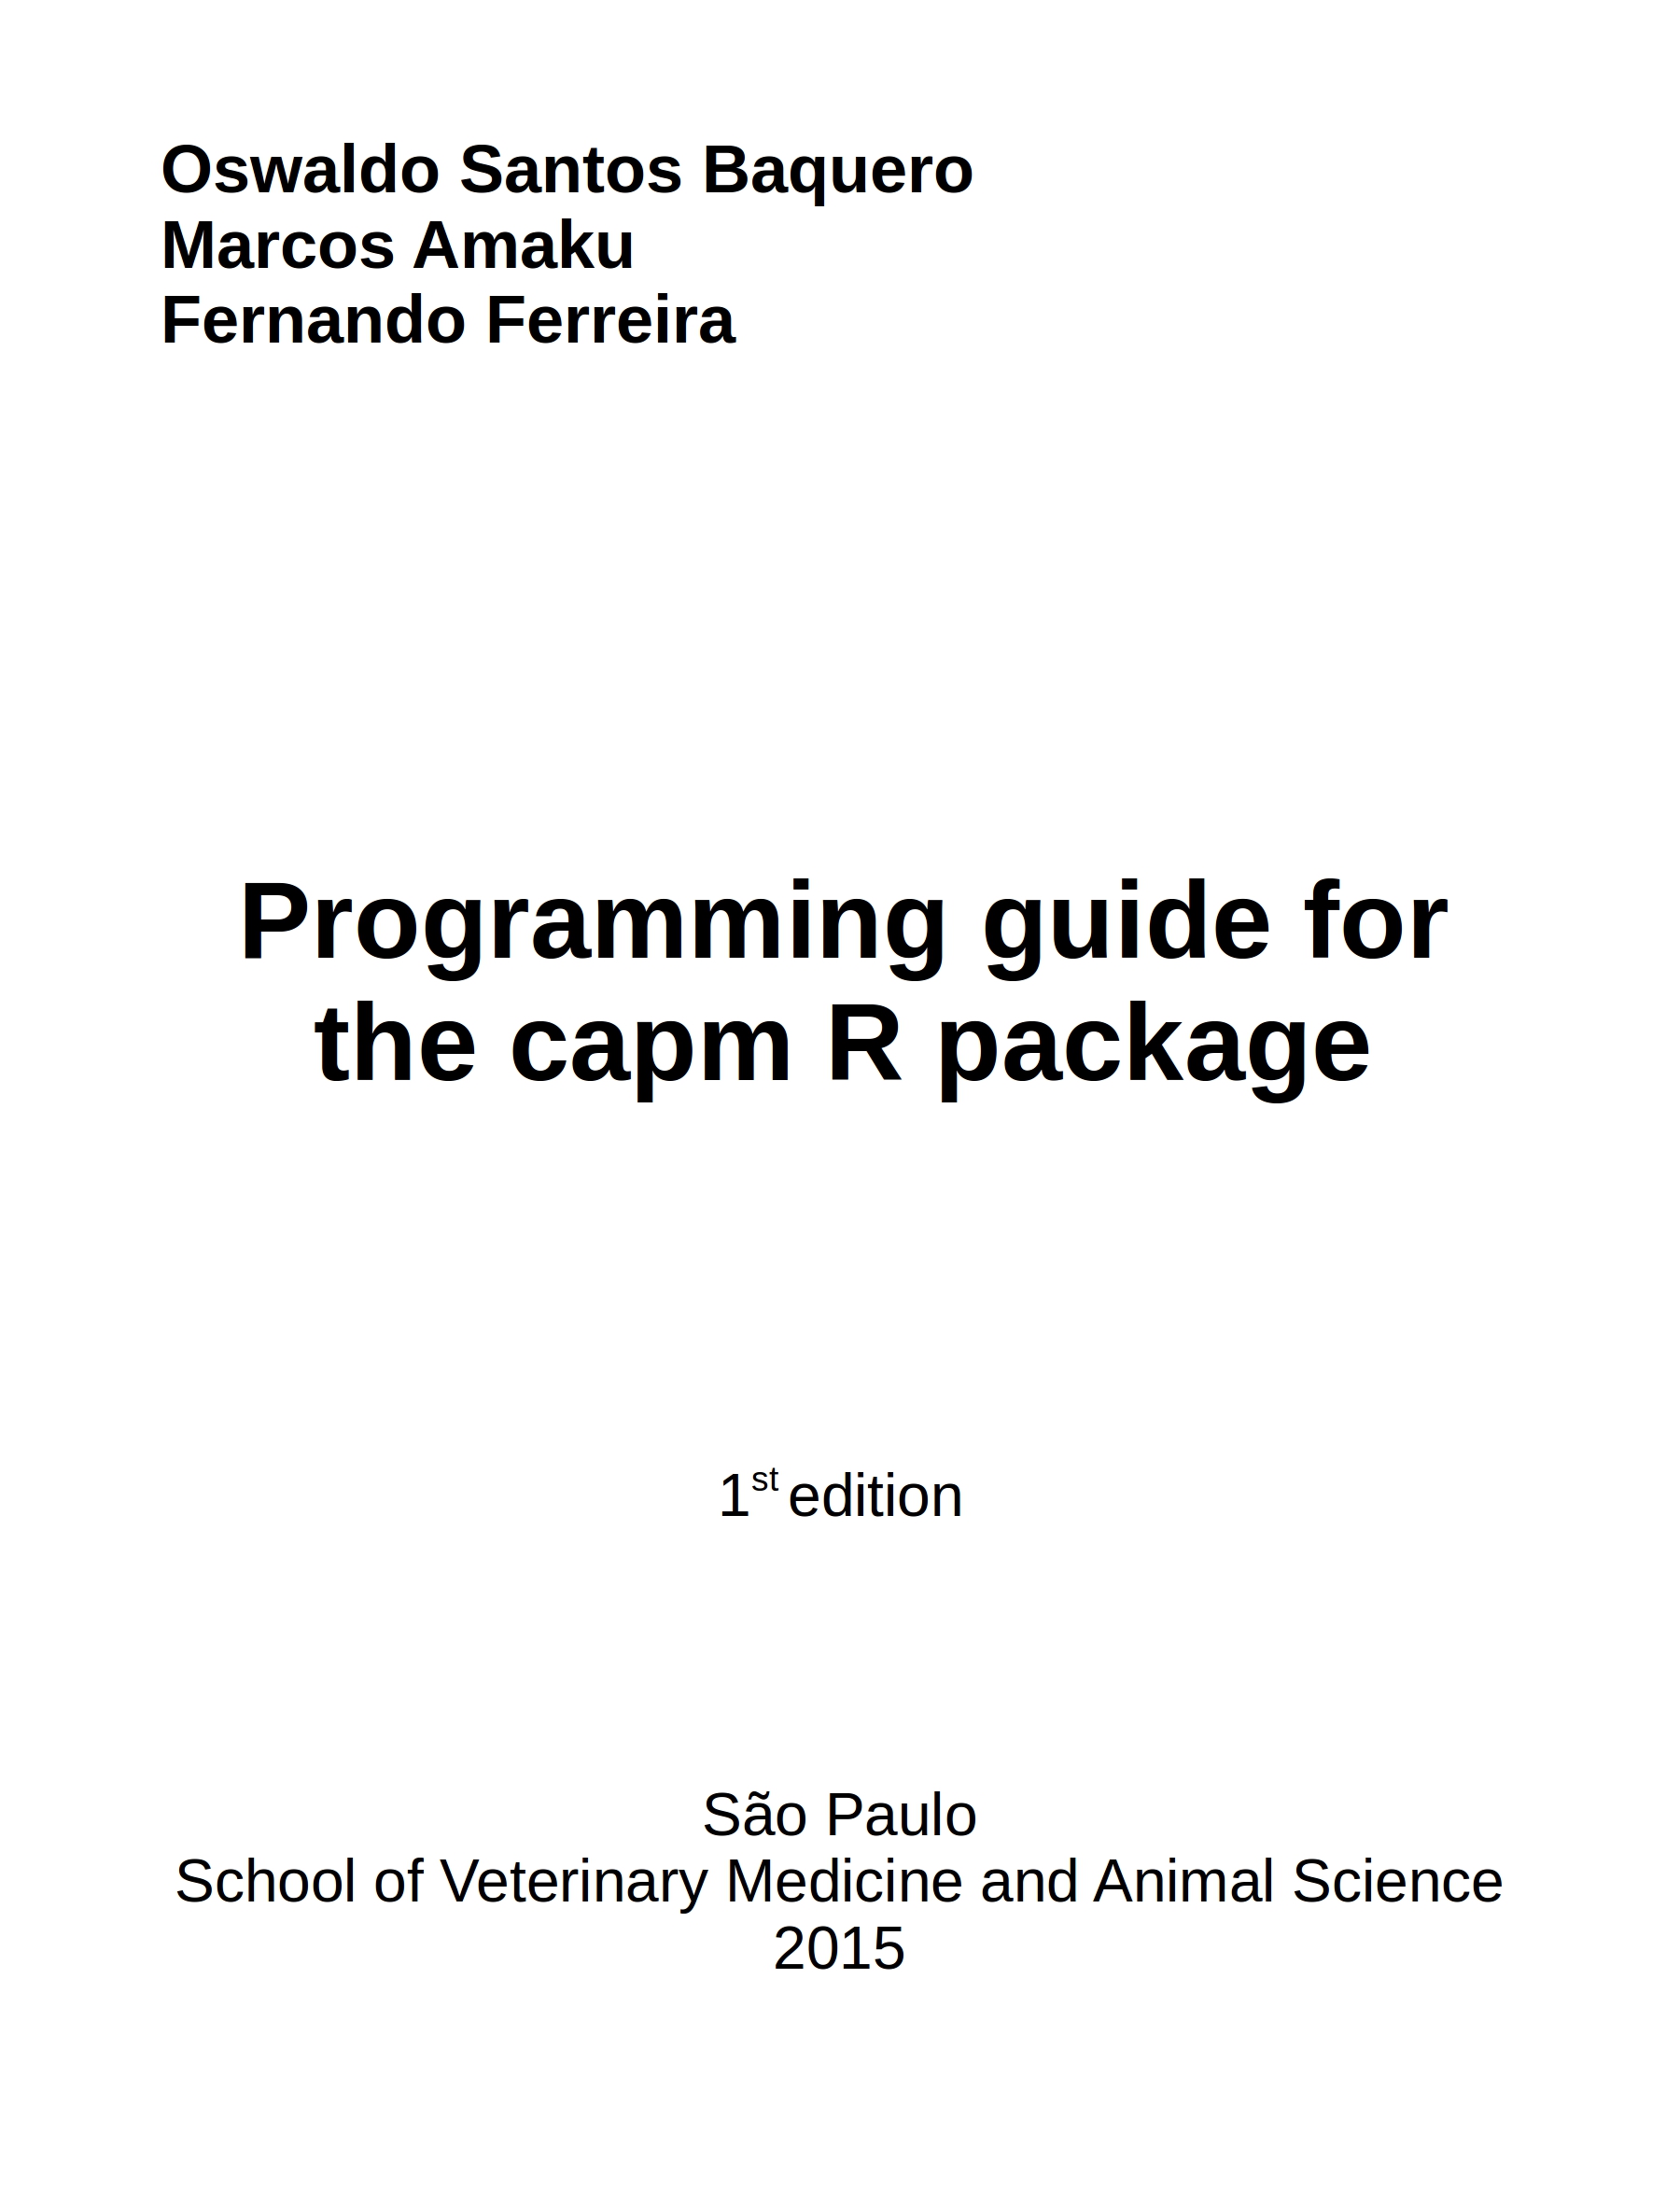 Oswaldo Santos Baquero
Marcos Amaku
Fernando Ferreira
Programming guide for
the capm R package
1st edition
São Paulo
School of Veterinary Medicine and Animal Science
2015